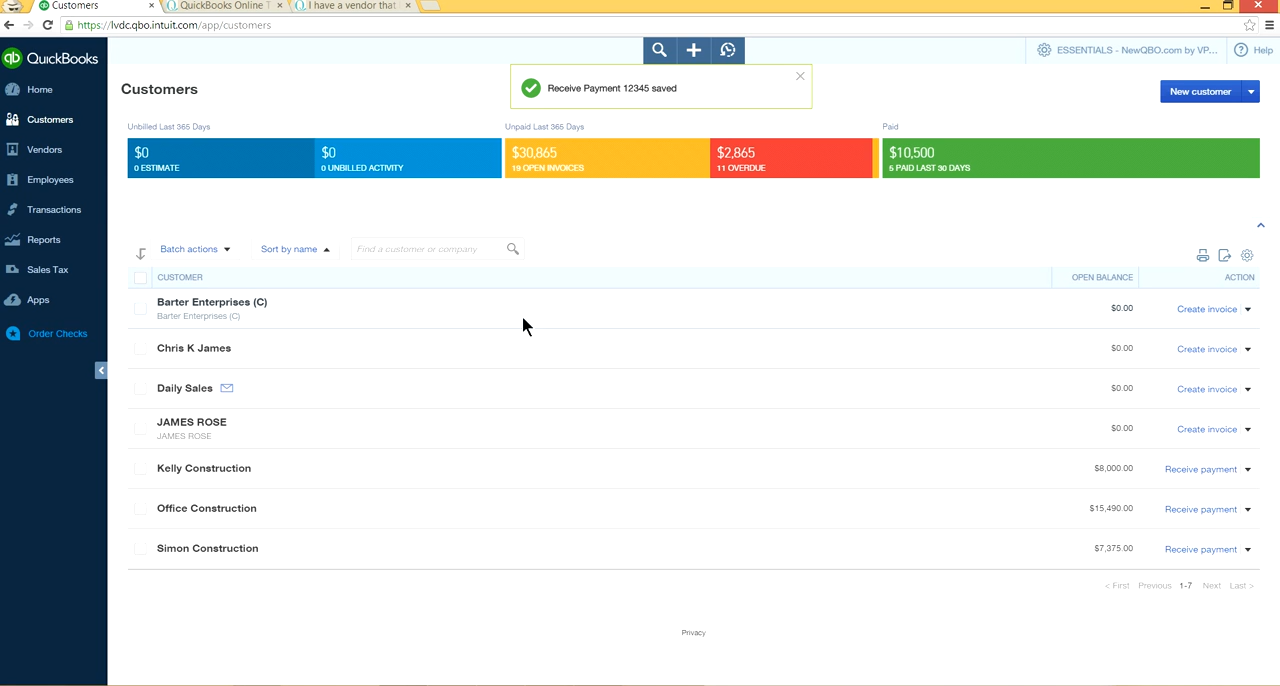 Customers
QuickBooks Online T
I have a vendor that
https://lvdc.qbo.intuit.com/app/customers
qb QuickBooks
ESSENTIALS - NewQBO.com by VP...
Help
Home
Customers
Vendors
Employees
Transactions
Reports
Sales Tax
Apps
Order Checks
Customers
Receive Payment 12345 saved
New customer
Unbilled Last 365 Days
Unpaid Last 365 Days
Paid
$0
0 ESTIMATE
$0
0 UNBILLED ACTIVITY
$30,865
19 OPEN INVOICES
$2,865
11 OVERDUE
$10,500
5 PAID LAST 30 DAYS
Batch actions
Sort by name
Find a customer or company
CUSTOMER OPEN BALANCE ACTION
Barter Enterprises (C)
Barter Enterprises (C)
$0.00 Create invoice
Chris K James $0.00 Create invoice
Daily Sales $0.00 Create invoice
JAMES ROSE
JAMES ROSE
$0.00 Create invoice
Kelly Construction $8,000.00 Receive payment
Office Construction $15,490.00 Receive payment
Simon Construction $7,375.00 Receive payment
< First Previous 1-7 Next Last >
Privacy